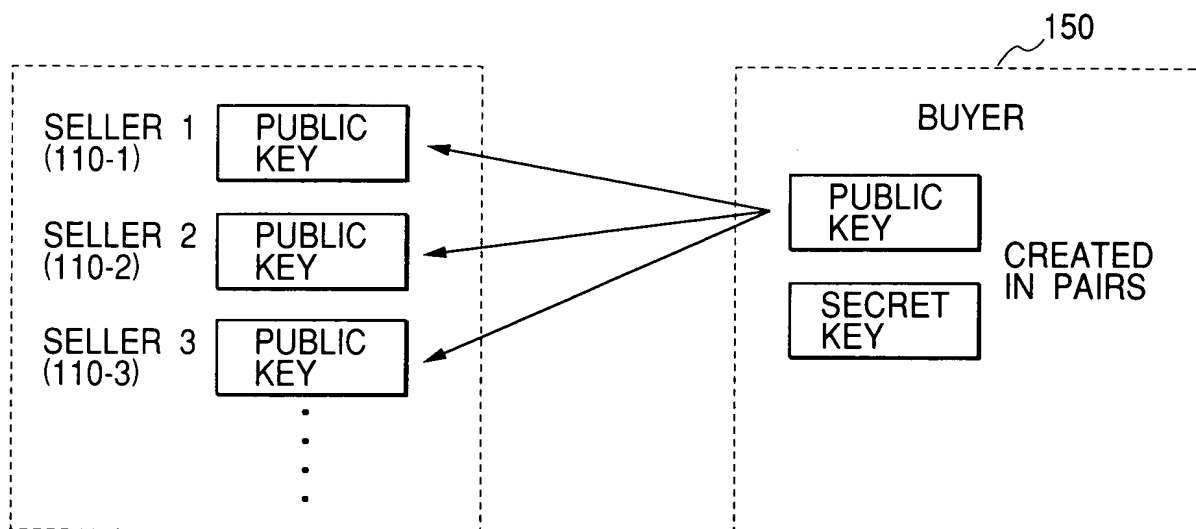 150
SELLER 1
(110-1)
PUBLIC
KEY
SELLER 2
(110-2)
PUBLIC
KEY
SELLER 3
(110-3)
PUBLIC
KEY
BUYER
PUBLIC
KEY
SECRET
KEY
CREATED
IN PAIRS